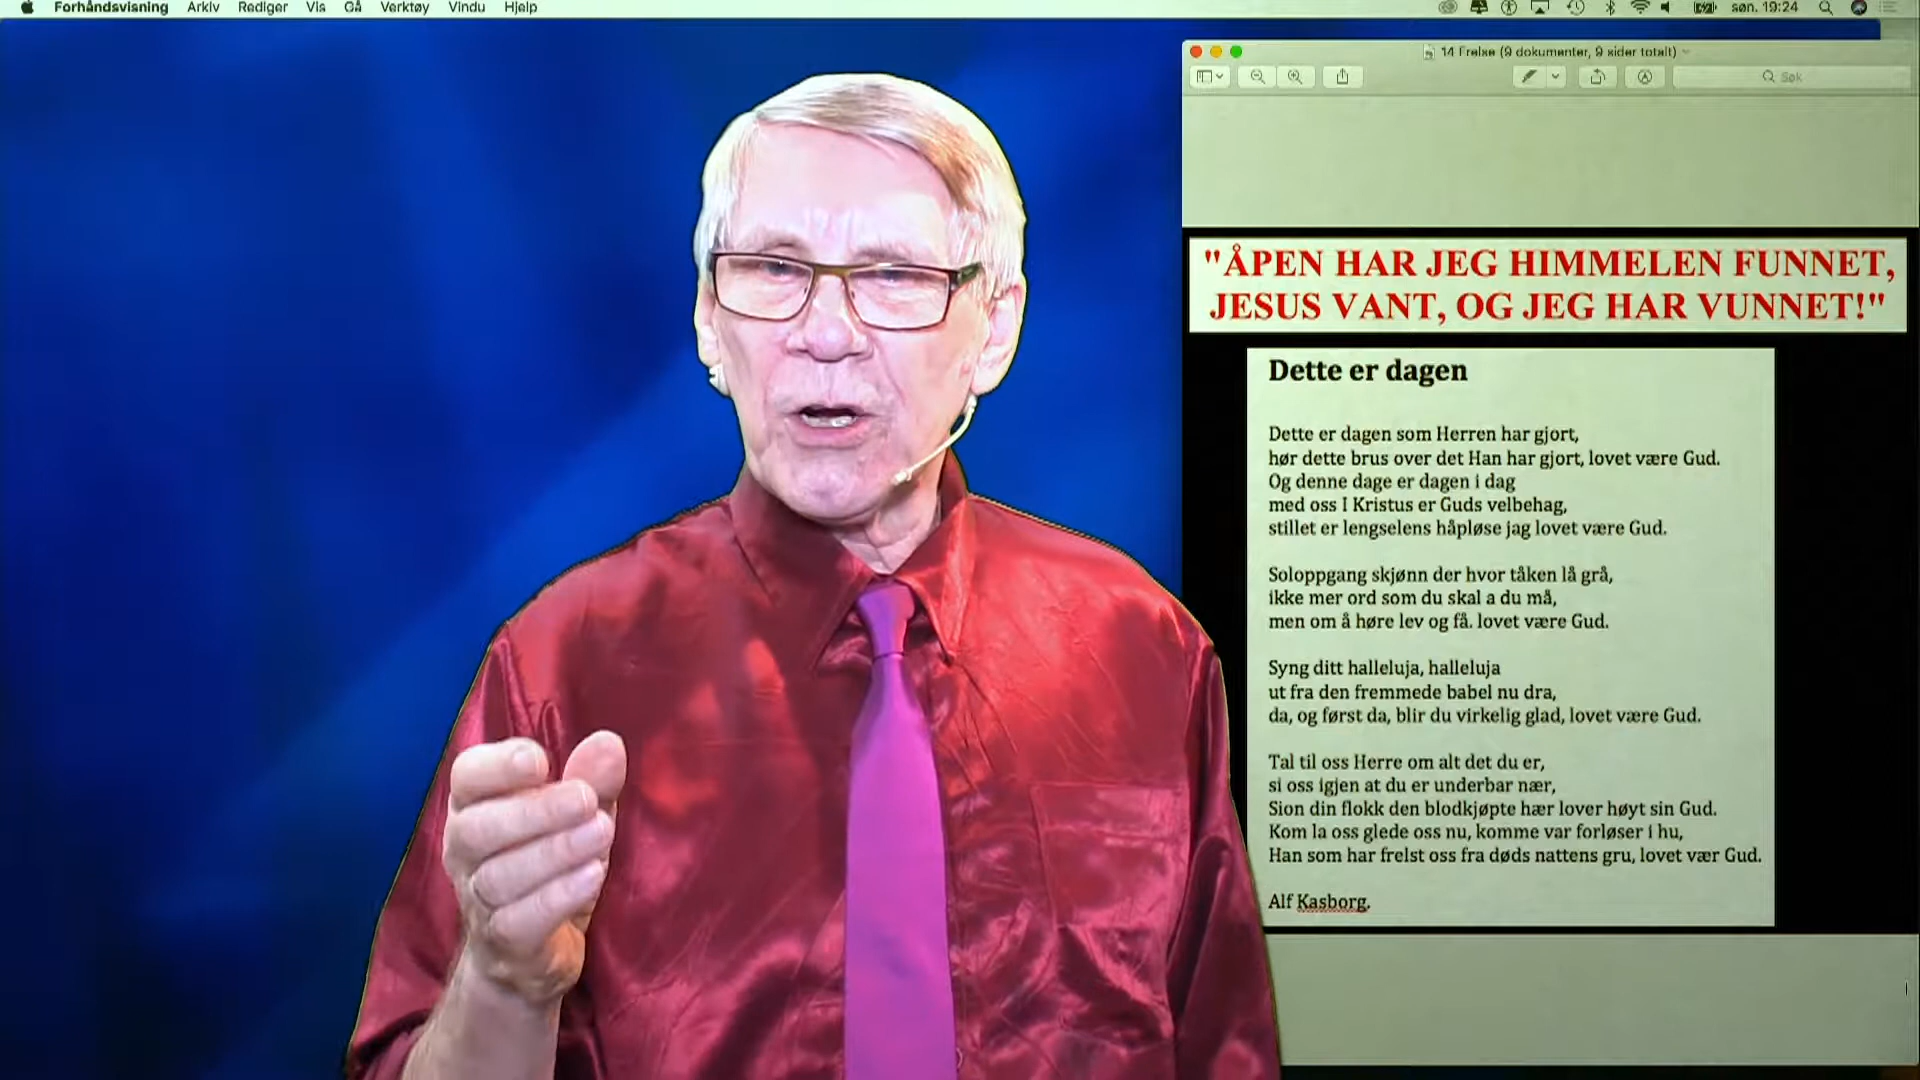 Forhåndsvisning Arkiv Rediger Vis Gå Verktøy Vindu Hjelp søn. 19:24
14 Frelse (9 dokumenter, 9 sider totalt)
Søk
"ÅPEN HAR JEG HIMMELEN FUNNET,
JESUS VANT, OG JEG HAR VUNNET!"
Dette er dagen
Dette er dagen som Herren har gjort,
hør dette brus over det Han har gjort, lovet være Gud.
Og denne dage er dagen i dag
med oss I Kristus er Guds velbehag,
stillet er lengselens håpløse jag lovet være Gud.
Soloppgang skjønn der hvor tåken lå grå,
ikke mer ord som du skal a du må,
men om å høre lev og få. lovet være Gud.
Syng ditt halleluja, halleluja
ut fra den fremmede babel nu dra,
da, og først da, blir du virkelig glad, lovet være Gud.
Tal til oss Herre om alt det du er,
si oss igjen at du er underbar nær,
Sion din flokk den blodkjøpte hær lover høyt sin Gud.
Kom la oss glede oss nu, komme var forløser i hu,
Han som har frelst oss fra døds nattens gru, lovet vær Gud.
Alf Kasborg.